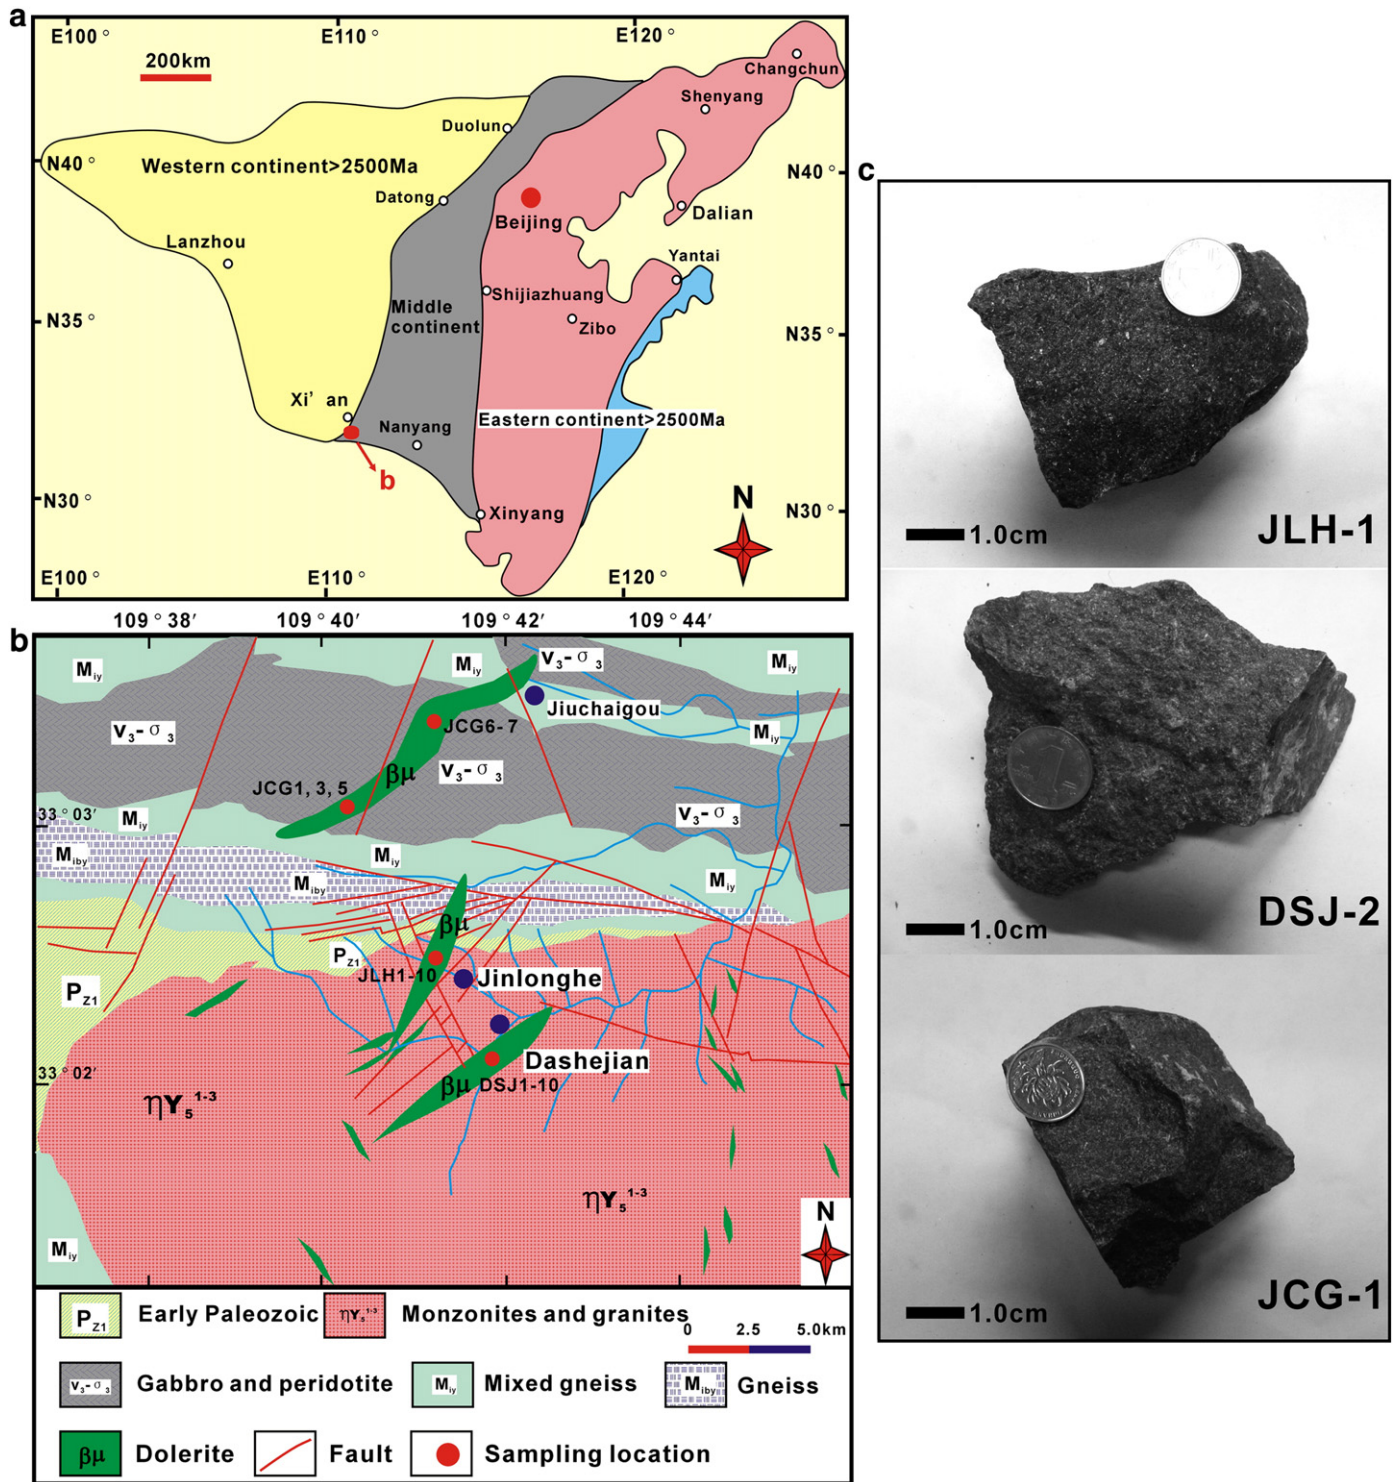 a
E100°
E110°
E120°
200km
Changchun
Shenyang
Duolun
N40°
Western continent>2500Ma
N40°
Datong
Beijing
Dalian
Lanzhou
Yantai
Middle
continent
Shijiazhuang
Zibo
N35°
N35°
Xi' an
Nanyang
Eastern continent>2500Ma
b
N30°
Xinyang
N30°
N
E100°
E110°
E120°
b
109°38′
109°40′
109°42′
109°44′
Miy
Miy
V3-σ3
Miy
Jiuchaigou
V3-σ3
JCG6-7
Miy
βμ
V3-σ3
JCG1, 3, 5
33°03′
Miy
V3-σ3
Miby
Miy
Miby
Miy
βμ
PZ1
JLH1-10
Jinlonghe
PZ1
Dashejian
33°02′
βμ
DSJ1-10
ηγ5 1-3
ηγ5 1-3
Miy
N
PZ1 Early Paleozoic
ηγ5 1-3 Monzonites and granites
0 2.5 5.0km
V3-σ3 Gabbro and peridotite
Miy Mixed gneiss
Miby Gneiss
βμ Dolerite
Fault
Sampling location
c
1.0cm
JLH-1
1.0cm
DSJ-2
1.0cm
JCG-1